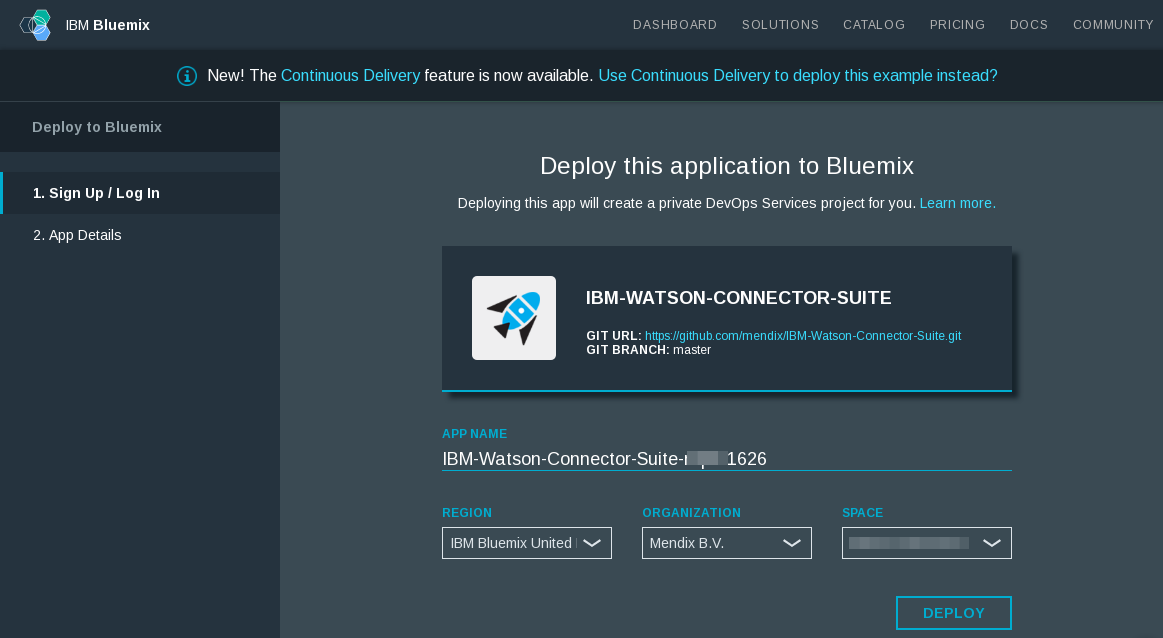 IBM Bluemix
DASHBOARD SOLUTIONS CATALOG PRICING DOCS COMMUNITY
New! The Continuous Delivery feature is now available. Use Continuous Delivery to deploy this example instead?
Deploy to Bluemix
1. Sign Up / Log In
2. App Details
Deploy this application to Bluemix
Deploying this app will create a private DevOps Services project for you. Learn more.
IBM-WATSON-CONNECTOR-SUITE
GIT URL: https://github.com/mendix/IBM-Watson-Connector-Suite.git
GIT BRANCH: master
APP NAME
IBM-Watson-Connector-Suite- 1626
REGION ORGANIZATION SPACE
IBM Bluemix United Mendix B.V.
DEPLOY